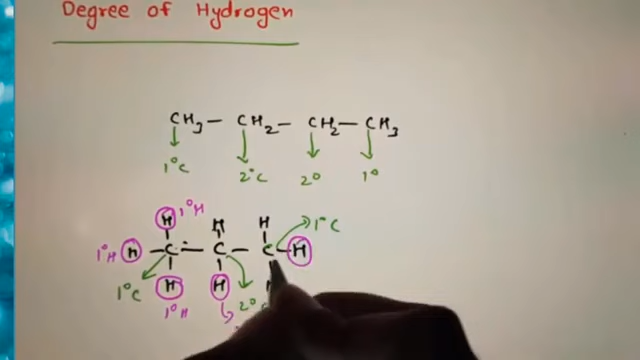 Degree of Hydrogen
CH3 – CH2 – CH2 – CH3
1°C 2°C 2° 1°
H 1°H H H 1°C
1°H H – C – C – C – H
1°C H H 2°
1°H